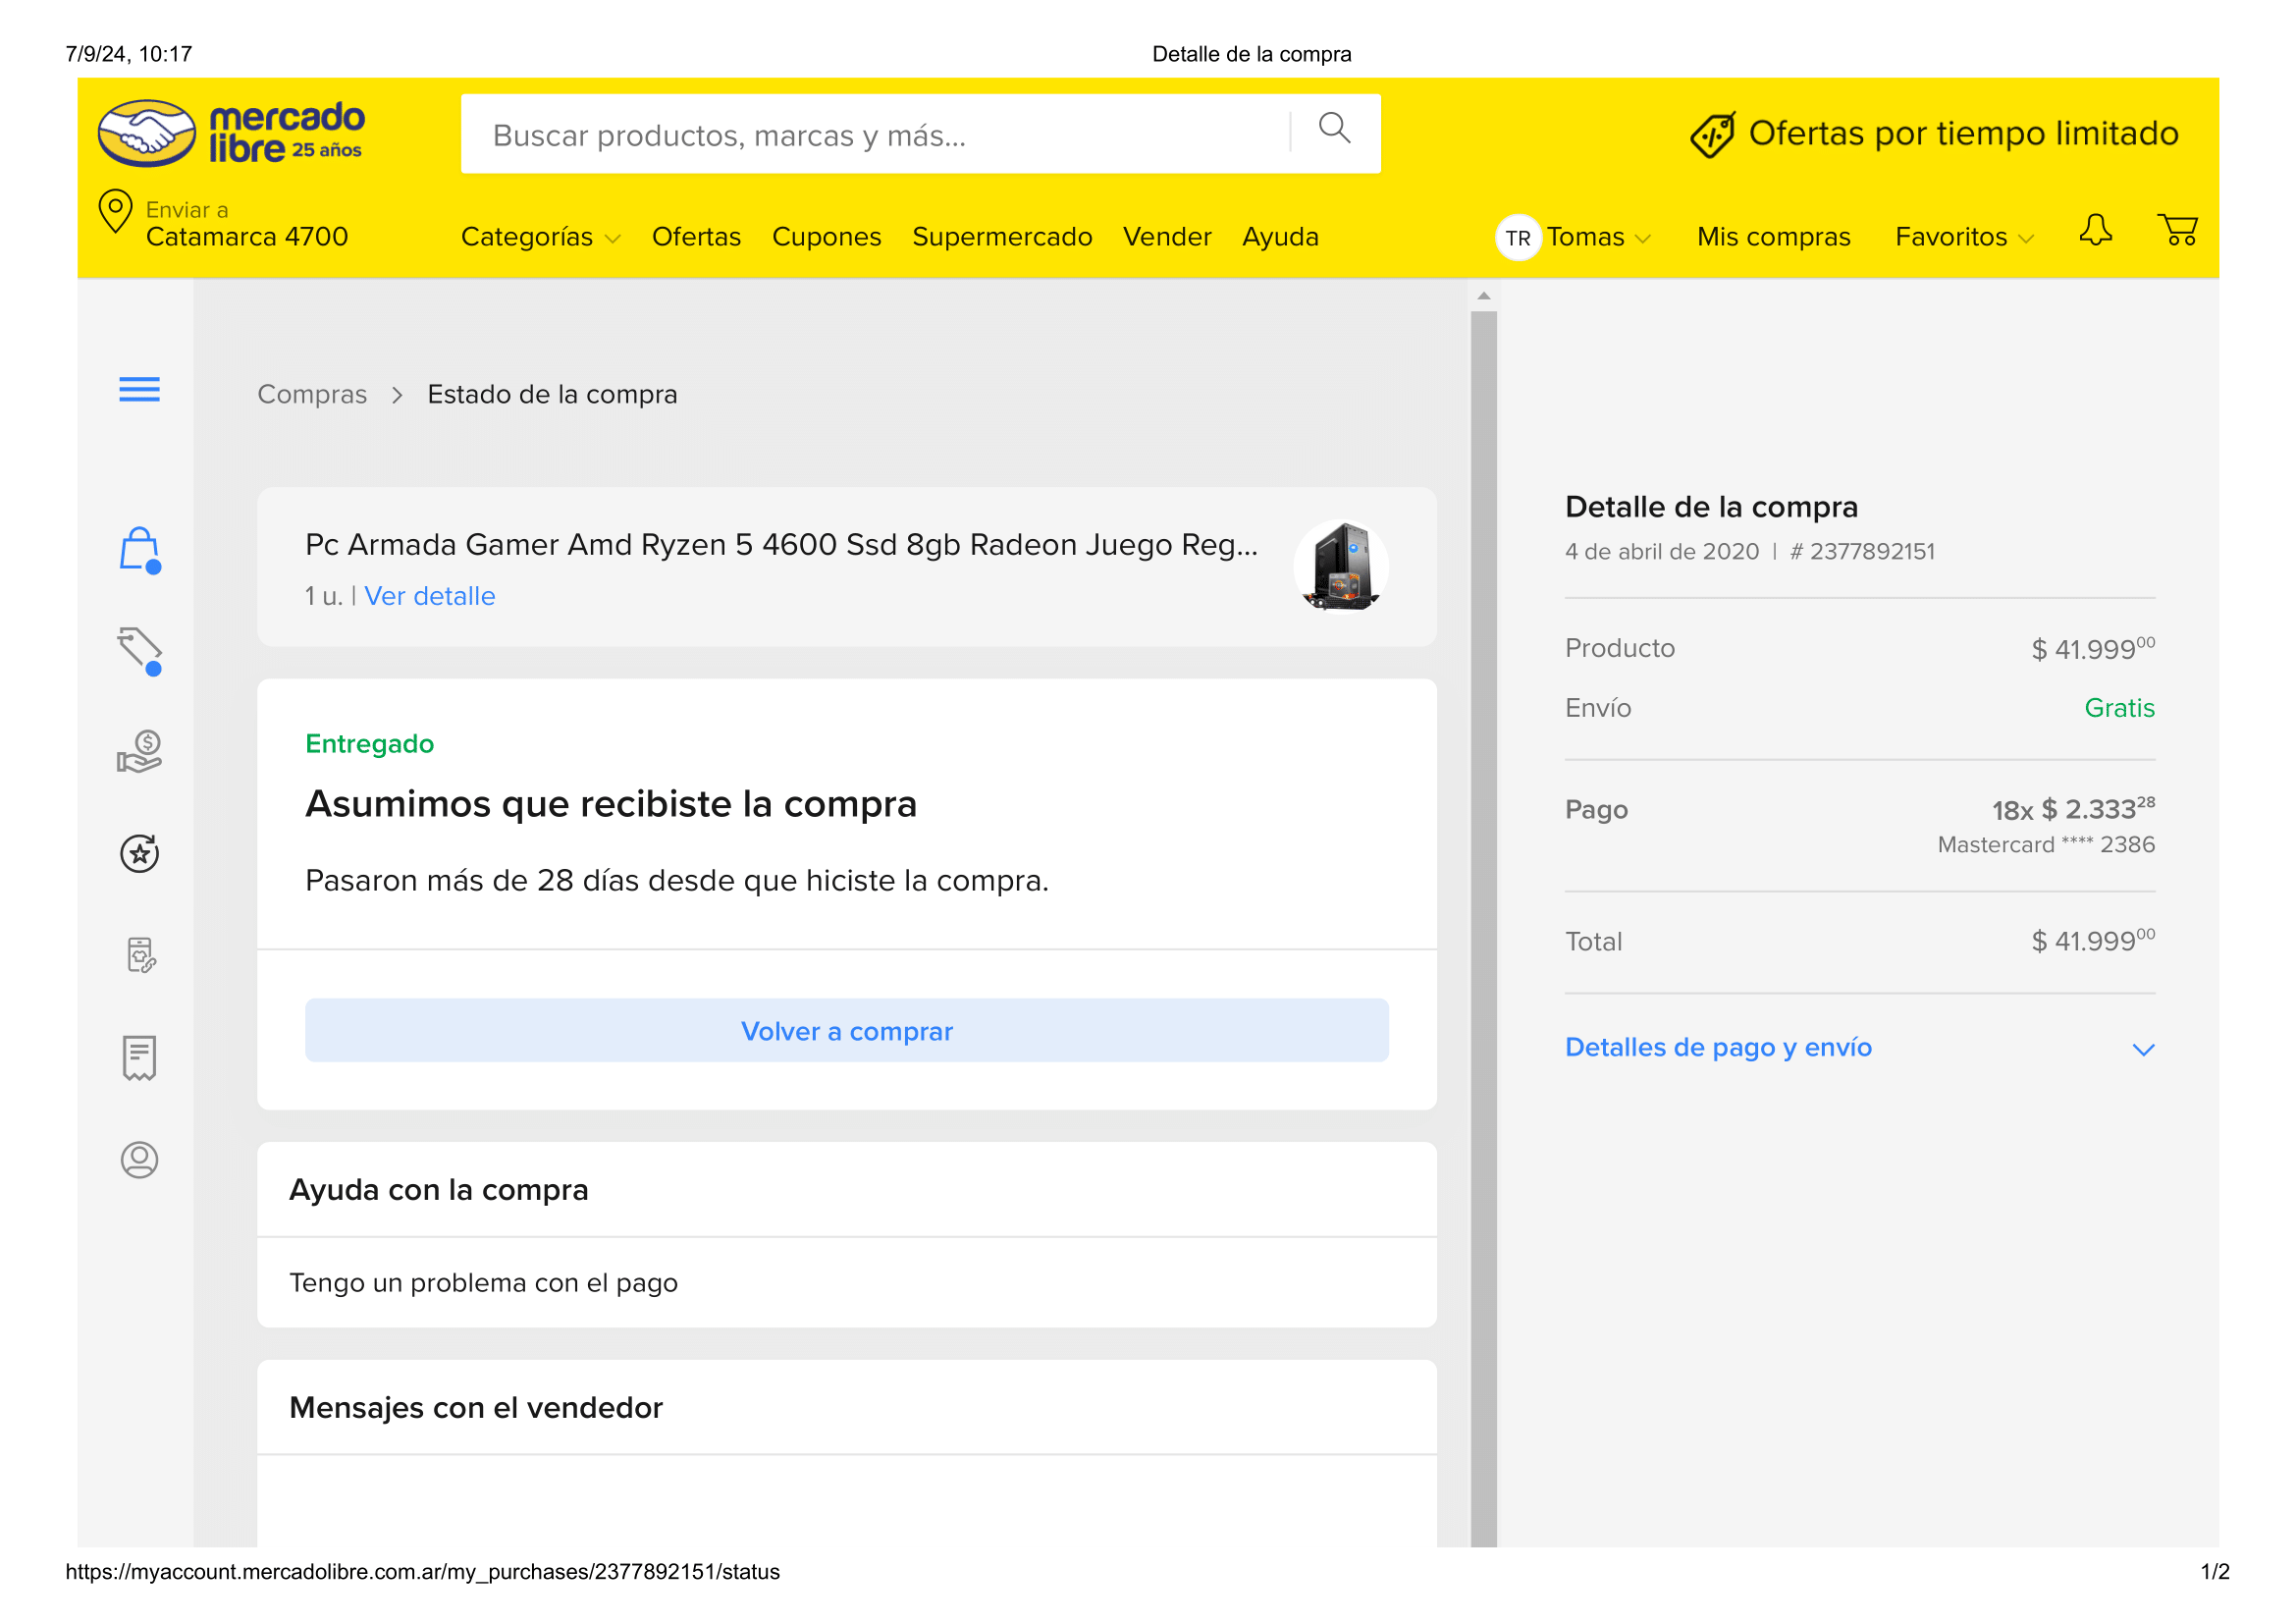 7/9/24, 10:17
Detalle de la compra
mercado
libre 25 años
Buscar productos, marcas y más...
Ofertas por tiempo limitado
Enviar a
Catamarca 4700
Categorías Ofertas Cupones Supermercado Vender Ayuda
TR Tomas Mis compras Favoritos
Compras > Estado de la compra
Pc Armada Gamer Amd Ryzen 5 4600 Ssd 8gb Radeon Juego Reg...
1 u. | Ver detalle
Entregado
Asumimos que recibiste la compra
Pasaron más de 28 días desde que hiciste la compra.
Volver a comprar
Ayuda con la compra
Tengo un problema con el pago
Mensajes con el vendedor
Detalle de la compra
4 de abril de 2020 | # 2377892151
Producto $ 41.999 00
Envío Gratis
Pago 18x $ 2.333 28
Mastercard **** 2386
Total $ 41.999 00
Detalles de pago y envío
https://myaccount.mercadolibre.com.ar/my_purchases/2377892151/status
1/2